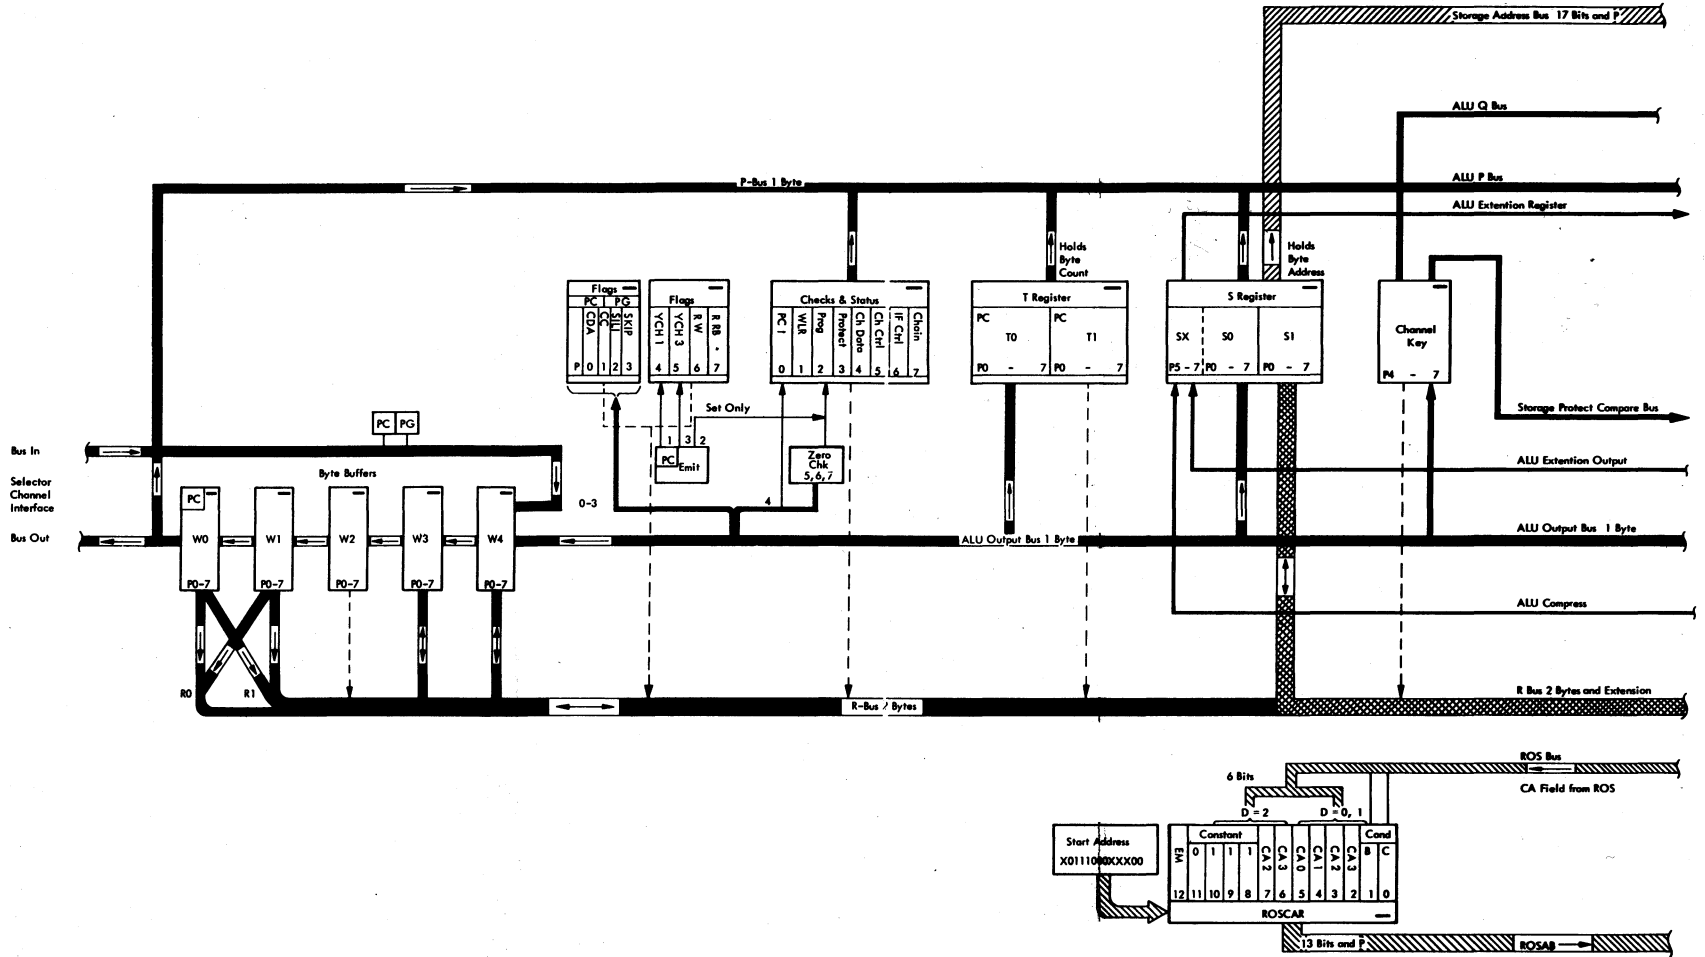 Storage Address Bus 17 Bits and P
ALU Q Bus
P-Bus 1 Byte
ALU P Bus
ALU Extention Register
Holds
Byte
Count
Holds
Byte
Address
Flags
PC PG
CDA
CC
SILI
SKIP
P 0 1 2 3
Flags
YCH 1
YCH 3
R W
R RB
4 5 6 7
Checks & Status
PC T
WLR
Prog
Protect
Ch Data
Ch Ctrl
IF Ctrl
Chain
0 1 2 3 4 5 6 7
T Register
PC PC
T0 T1
P0 - 7 P0 - 7
S Register
SX S0 S1
P5 - 7 P0 - 7 P0 - 7
Channel
Key
P4 - 7
Set Only
Storage Protect Compare Bus
PC PG
1 3 2
PC
Emit
Zero
Chk
5,6,7
Bus In
Byte Buffers
ALU Extention Output
Selector
Channel
Interface
0-3
4
PC
W0 W1 W2 W3 W4
P0-7 P0-7 P0-7 P0-7 P0-7
Bus Out
ALU Output Bus 1 Byte
ALU Output Bus 1 Byte
ALU Compress
R0 R1
R-Bus 2 Bytes
R Bus 2 Bytes and Extension
ROS Bus
6 Bits
CA Field from ROS
D = 2
D = 0, 1
Start Address
X0111000XXX00
Constant
Cond
EM
0 1 1 1
CA 2
CA 3
CA 0
CA 1
CA 2
CA 3
B C
12 11 10 9 8 7 6 5 4 3 2 1 0
ROSCAR
13 Bits and P
ROSAB